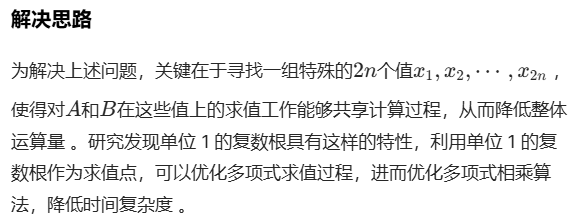 解决思路
为解决上述问题，关键在于寻找一组特殊的2n个值x₁, x₂, ⋯, x₂ₙ，
使得对A和B在这些值上的求值工作能够共享计算过程，从而降低整体
运算量 。研究发现单位 1 的复数根具有这样的特性，利用单位 1 的复
数根作为求值点，可以优化多项式求值过程，进而优化多项式相乘算
法，降低时间复杂度 。